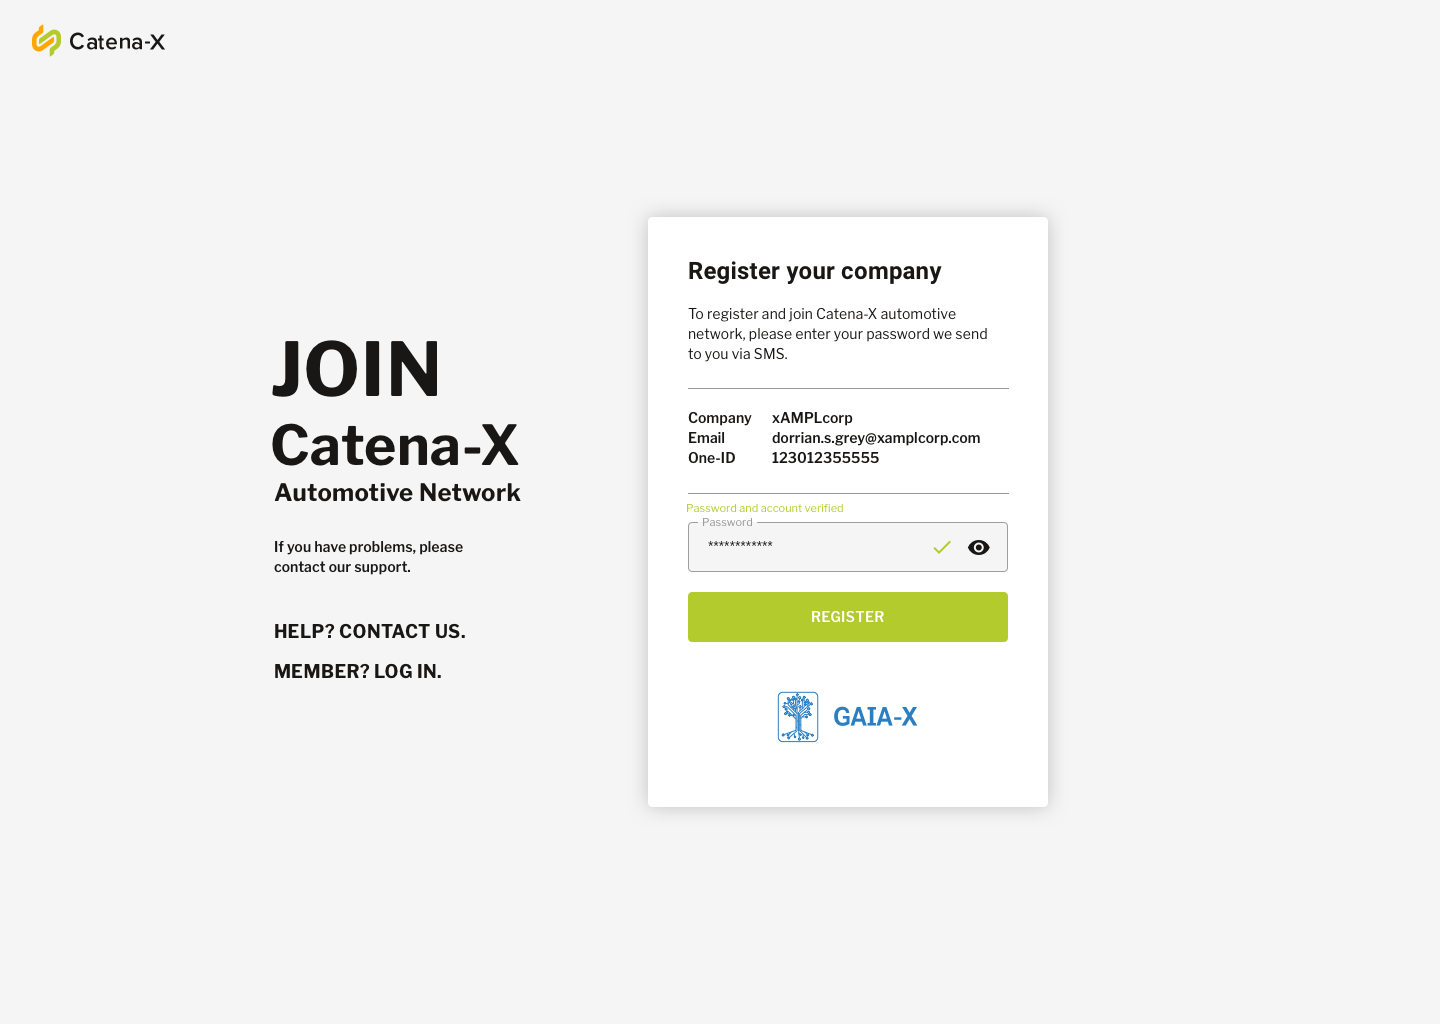 Catena-X
JOIN
Catena-X
Automotive Network
If you have problems, please
contact our support.
HELP? CONTACT US.
MEMBER? LOG IN.
Register your company
To register and join Catena-X automotive
network, please enter your password we send
to you via SMS.
Company xAMPLcorp
Email dorrian.s.grey@xamplcorp.com
One-ID 123012355555
Password and account verified
Password
************
REGISTER
GAIA-X